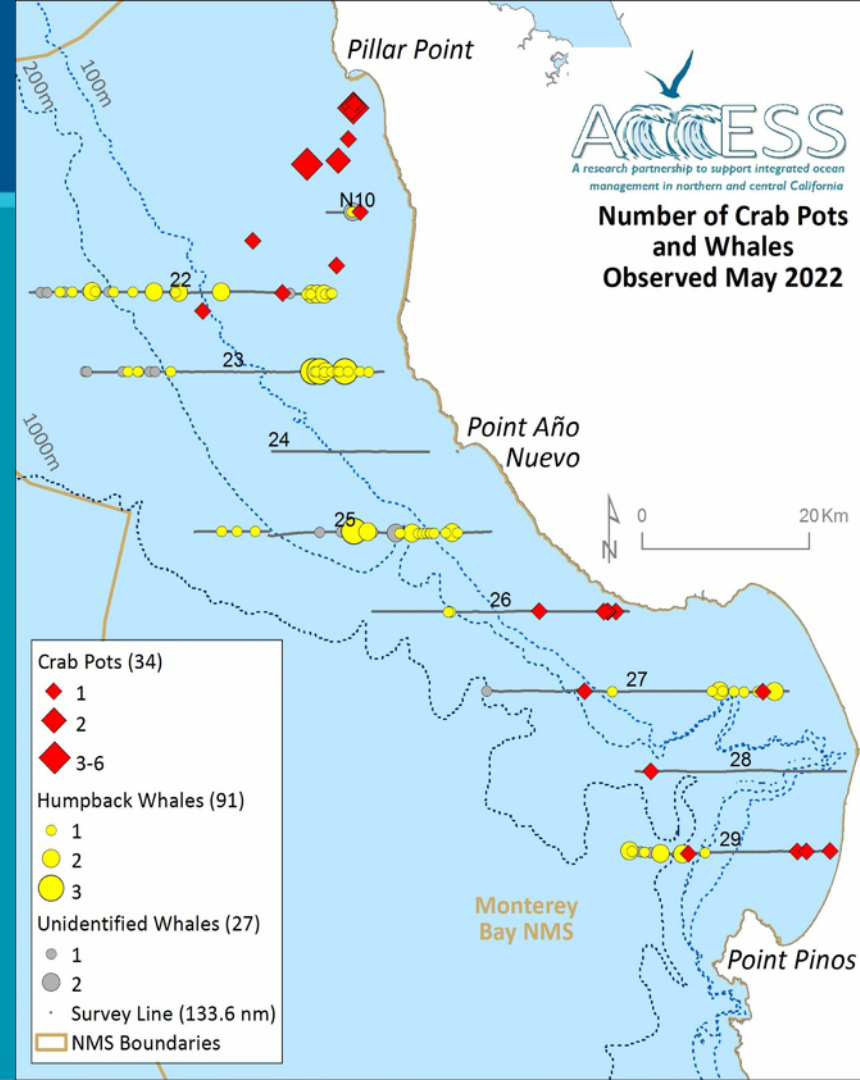 Pillar Point
200m
100m
ACCESS
A research partnership to support integrated ocean
management in northern and central California
Number of Crab Pots
and Whales
Observed May 2022
N10
22
23
1000m
24
Point Año
Nuevo
25
0 20 Km
N
26
27
28
29
Crab Pots (34)
1
2
3-6
Humpback Whales (91)
1
2
3
Unidentified Whales (27)
1
2
Survey Line (133.6 nm)
NMS Boundaries
Monterey
Bay NMS
Point Pinos